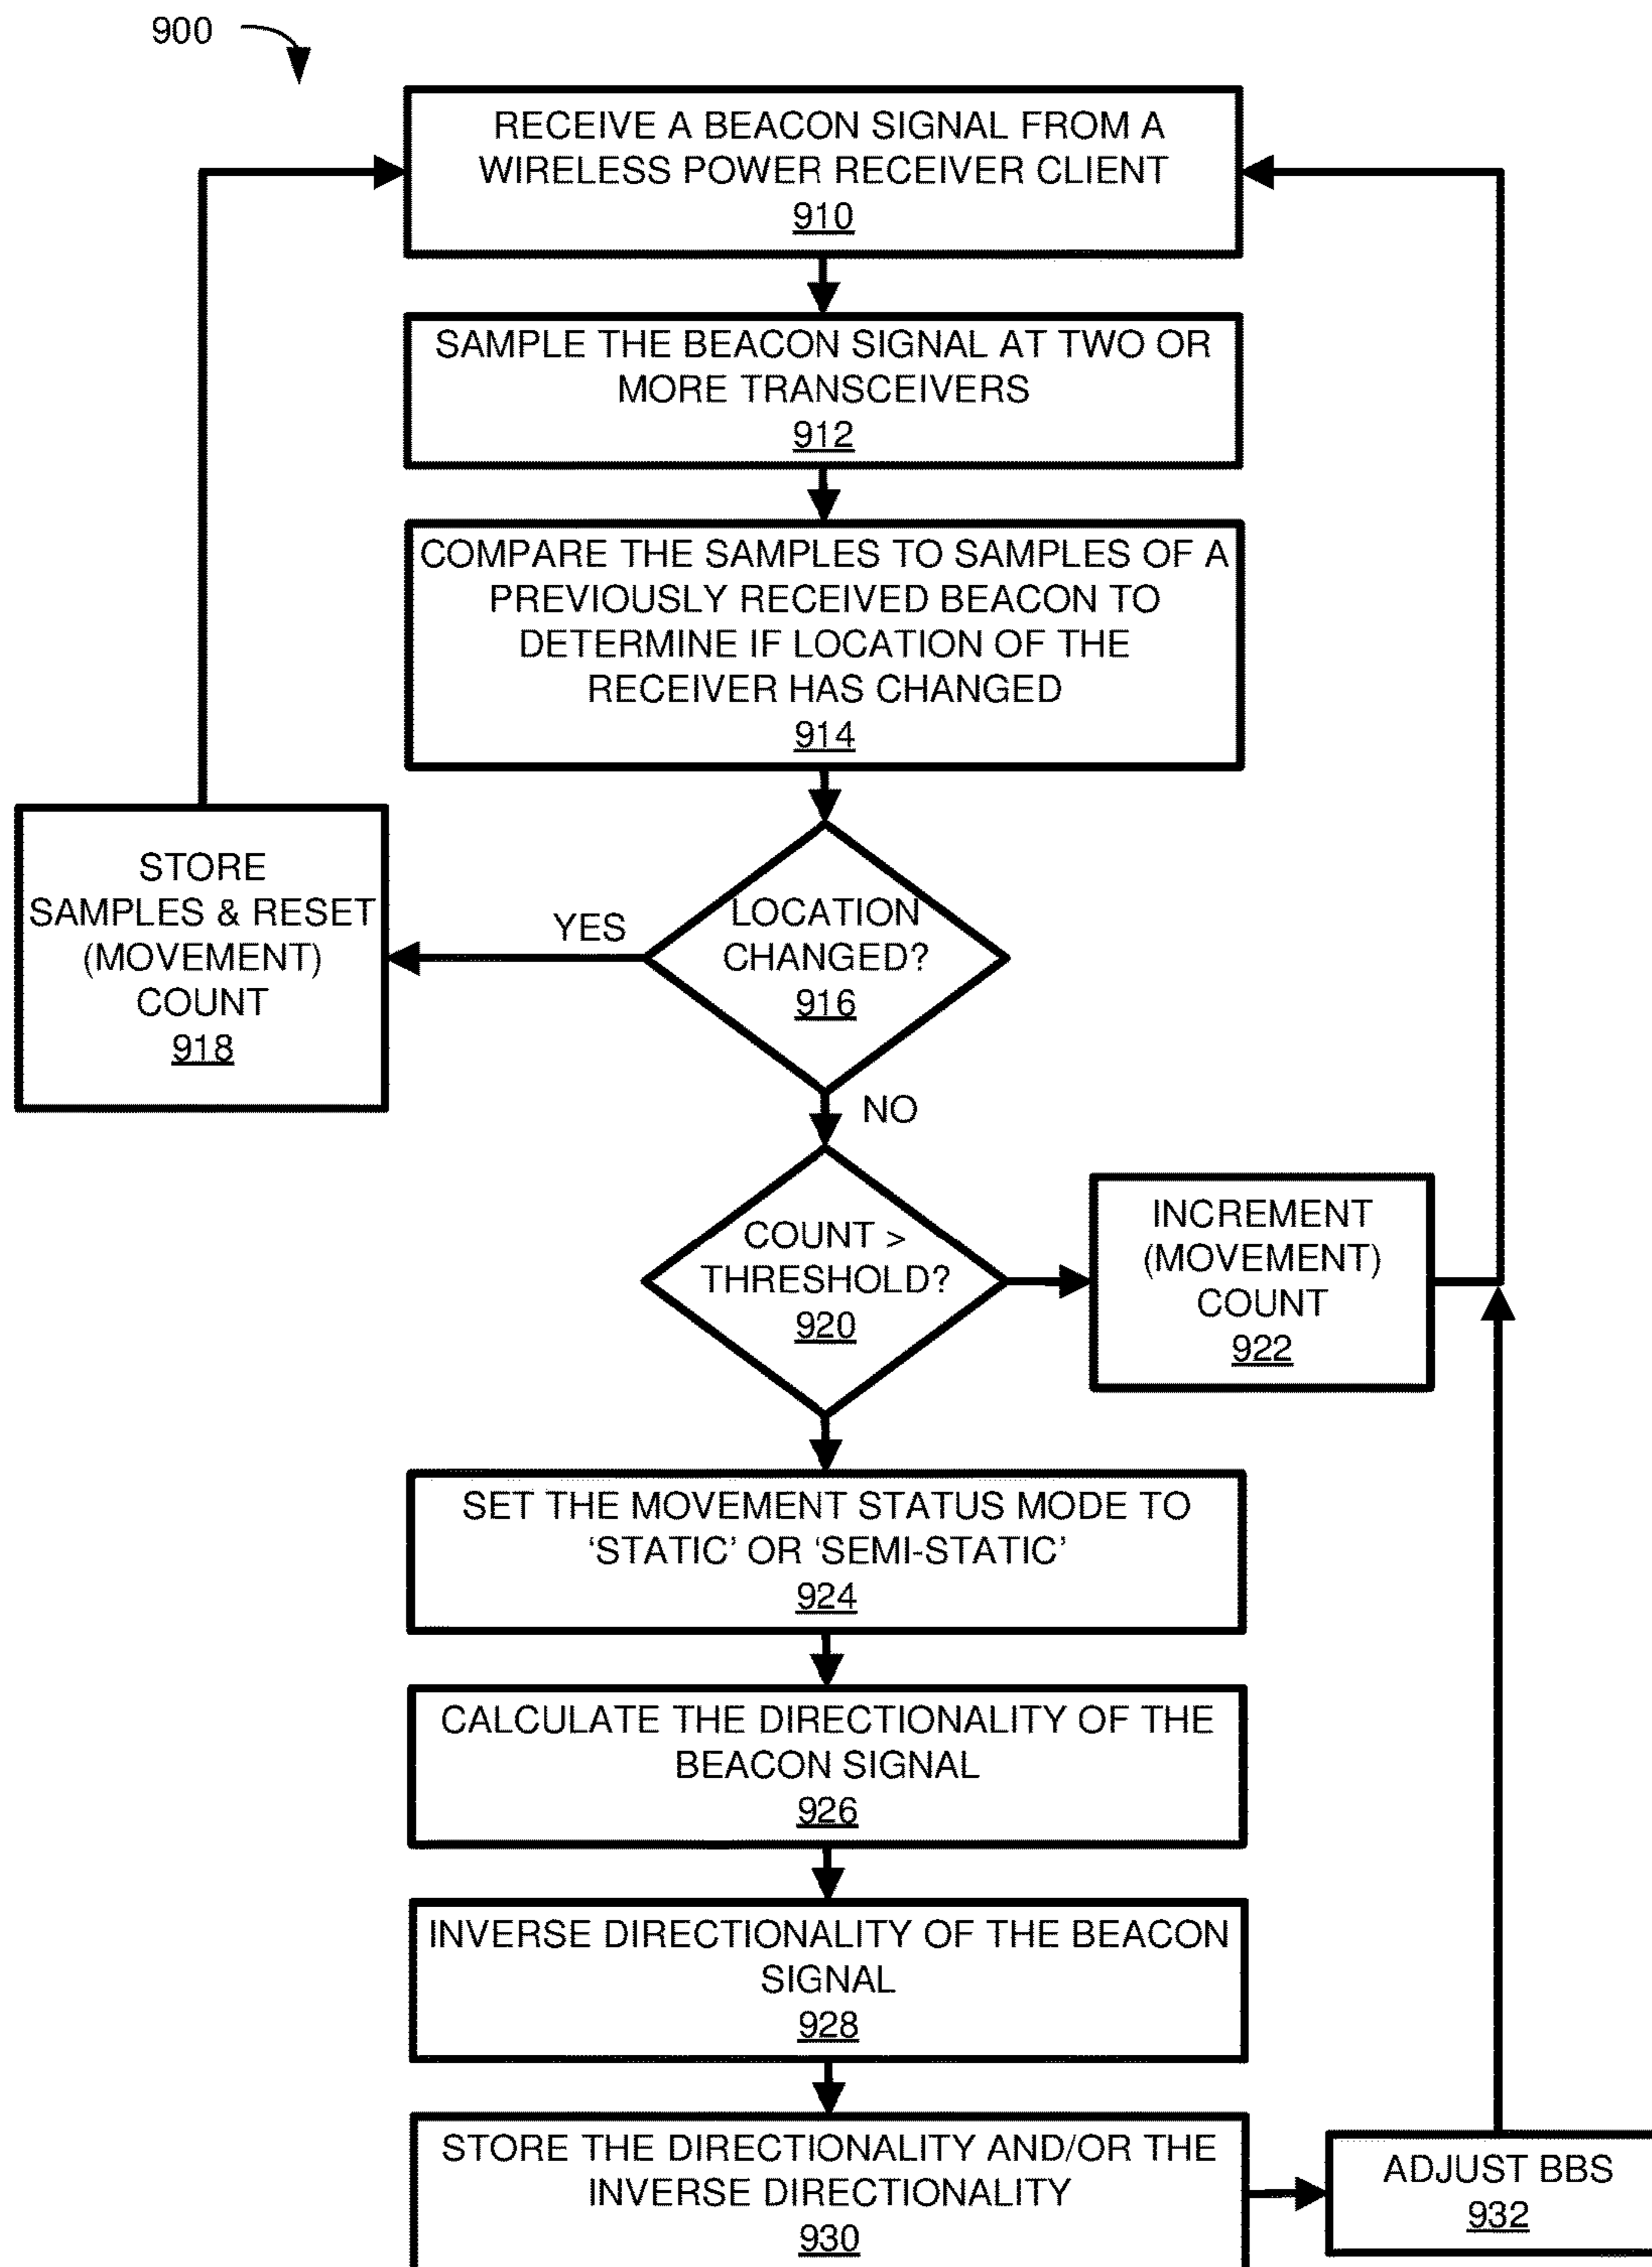 900
RECEIVE A BEACON SIGNAL FROM A
WIRELESS POWER RECEIVER CLIENT
910
SAMPLE THE BEACON SIGNAL AT TWO OR
MORE TRANSCEIVERS
912
COMPARE THE SAMPLES TO SAMPLES OF A
PREVIOUSLY RECEIVED BEACON TO
DETERMINE IF LOCATION OF THE
RECEIVER HAS CHANGED
914
LOCATION
CHANGED?
916
YES
STORE
SAMPLES & RESET
(MOVEMENT)
COUNT
918
NO
COUNT >
THRESHOLD?
920
INCREMENT
(MOVEMENT)
COUNT
922
SET THE MOVEMENT STATUS MODE TO
‘STATIC’ OR ‘SEMI-STATIC’
924
CALCULATE THE DIRECTIONALITY OF THE
BEACON SIGNAL
926
INVERSE DIRECTIONALITY OF THE BEACON
SIGNAL
928
STORE THE DIRECTIONALITY AND/OR THE
INVERSE DIRECTIONALITY
930
ADJUST BBS
932